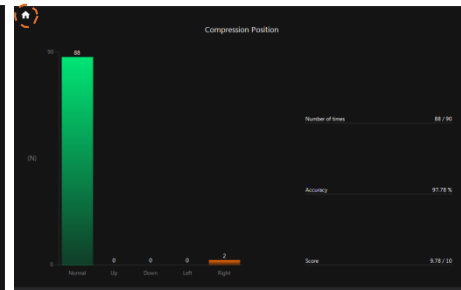 Compression Position
90
88
Number of times 88 / 90
(N)
Accuracy 97.78 %
0 0 0 2
Score 9.78 / 10
0
Normal Up Down Left Right